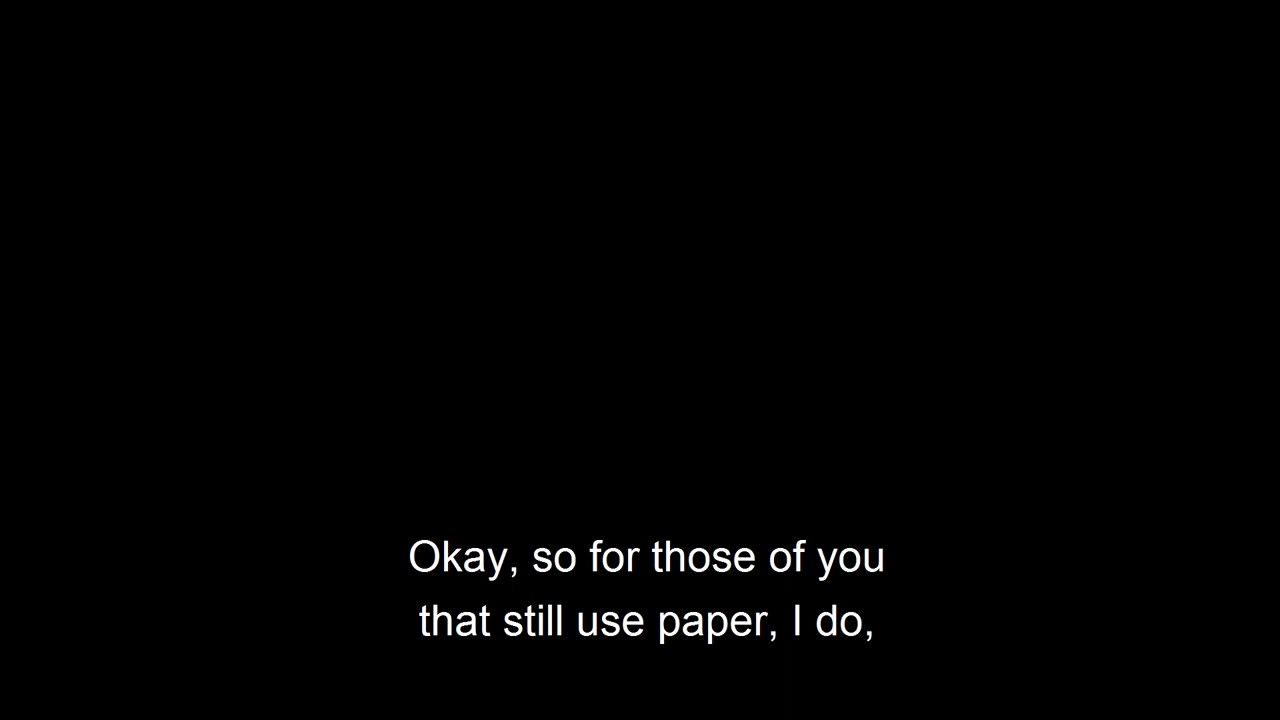 Okay, so for those of you
that still use paper, I do,